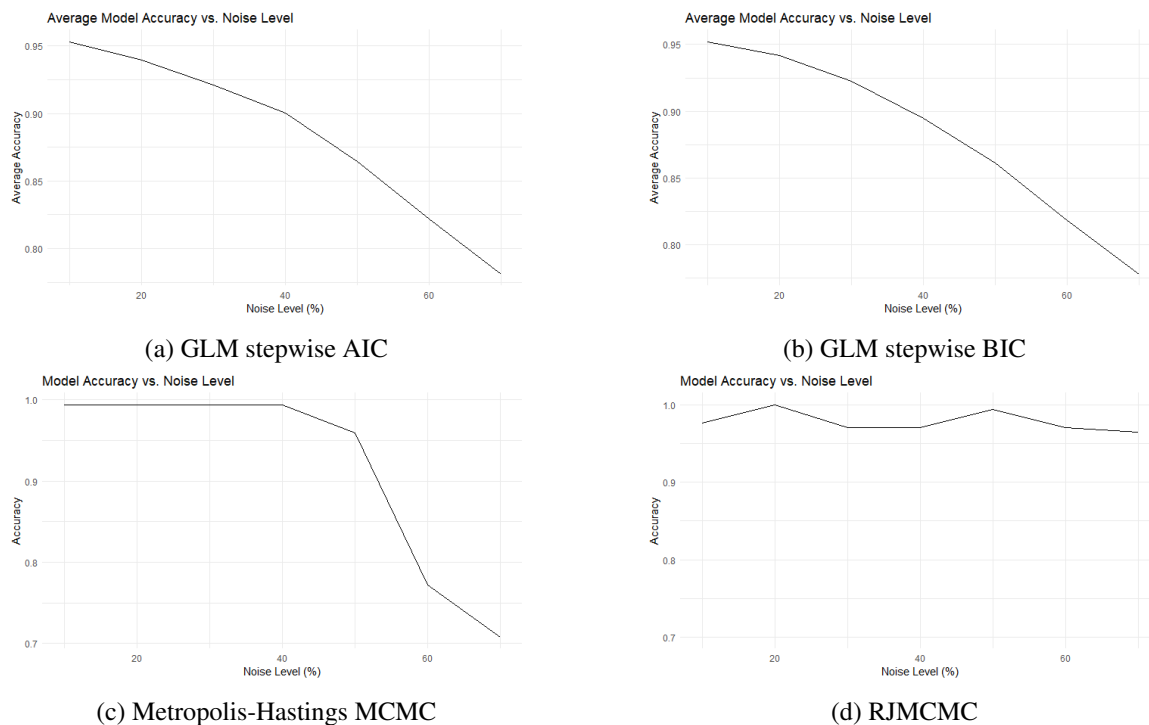 Average Model Accuracy vs. Noise Level
0.95
0.90
0.85
0.80
Average Accuracy
20 40 60
Noise Level (%)
(a) GLM stepwise AIC
Average Model Accuracy vs. Noise Level
0.95
0.90
0.85
0.80
Average Accuracy
20 40 60
Noise Level (%)
(b) GLM stepwise BIC
Model Accuracy vs. Noise Level
1.0
0.9
0.8
0.7
Accuracy
20 40 60
Noise Level (%)
(c) Metropolis-Hastings MCMC
Model Accuracy vs. Noise Level
1.0
0.9
0.8
0.7
Accuracy
20 40 60
Noise Level (%)
(d) RJMCMC